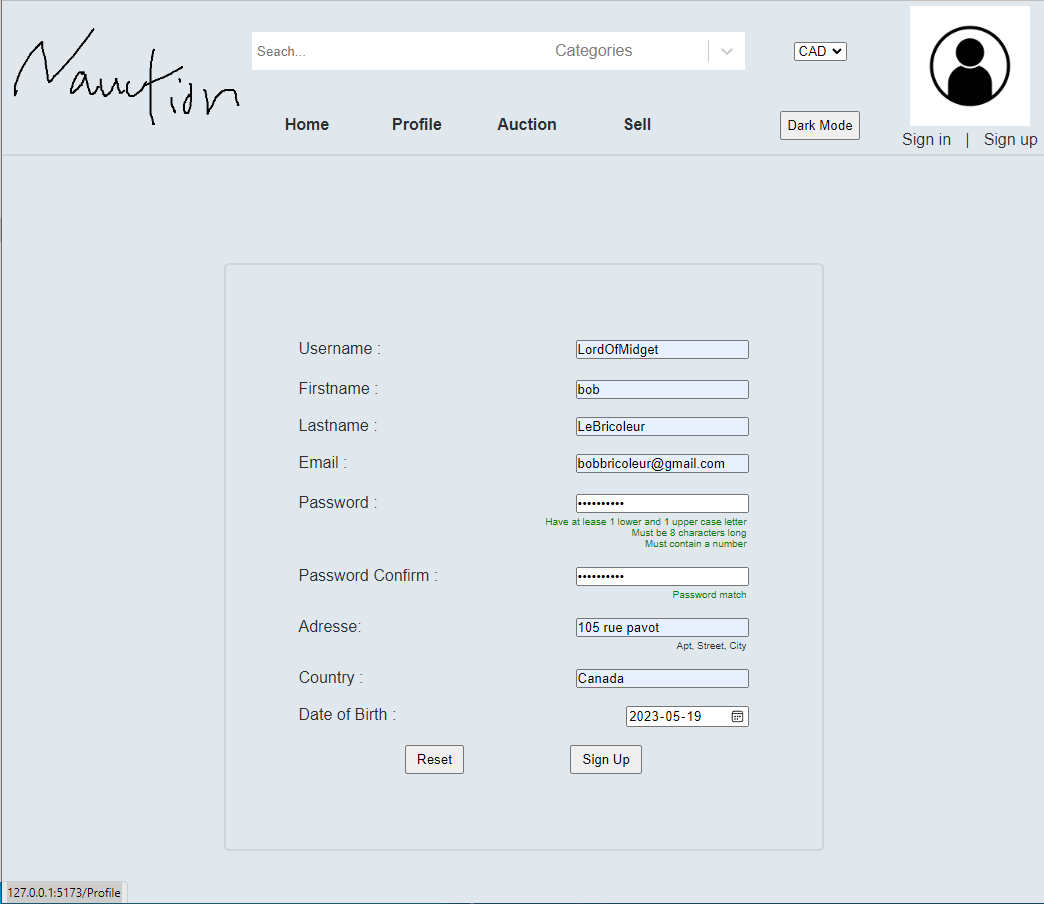 Nauction
Seach... Categories
CAD
Home Profile Auction Sell
Dark Mode
Sign in | Sign up
Username : LordOfMidget
Firstname : bob
Lastname : LeBricoleur
Email : bobbricoleur@gmail.com
Password : ••••••••••
Have at lease 1 lower and 1 upper case letter
Must be 8 characters long
Must contain a number
Password Confirm : ••••••••••
Password match
Adresse: 105 rue pavot
Apt, Street, City
Country : Canada
Date of Birth : 2023-05-19
Reset Sign Up
127.0.0.1:5173/Profile